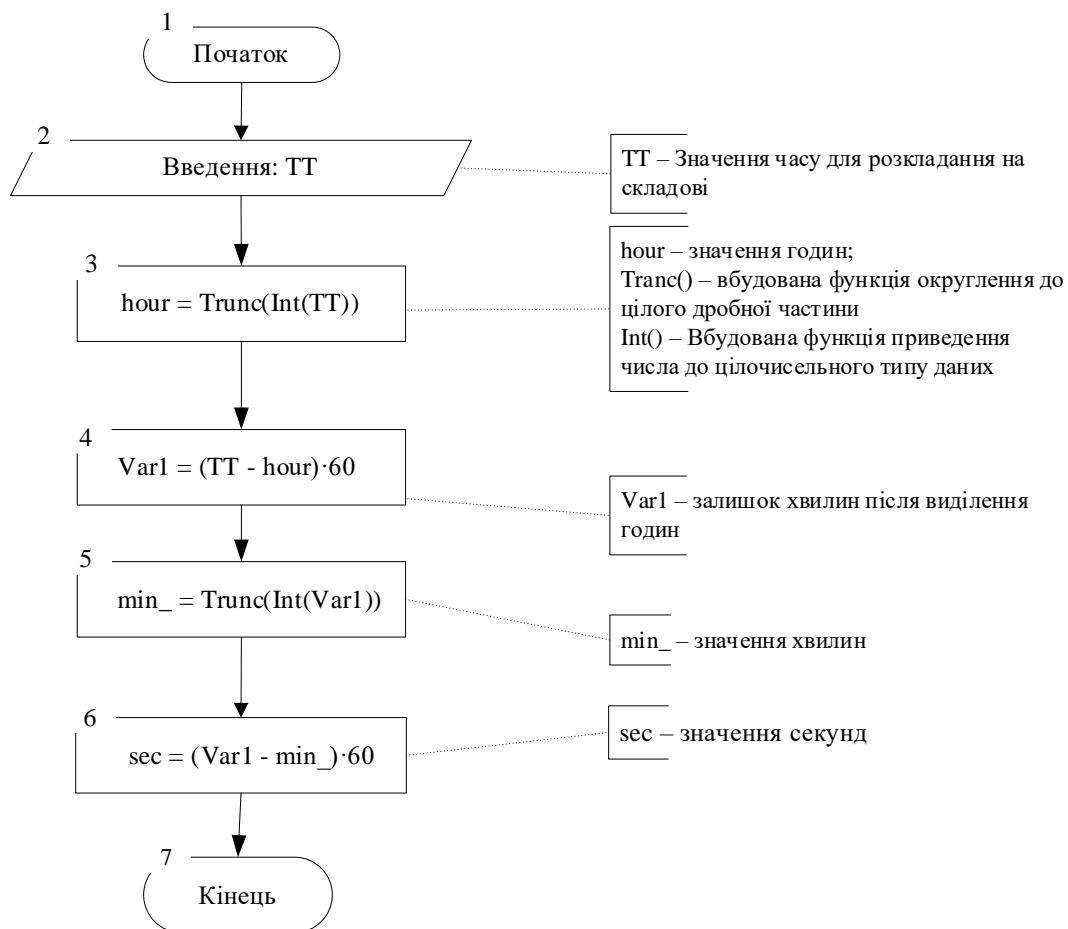 1
Початок
2
Введення: ТТ
ТТ – Значення часу для розкладання на
складові
3
hour = Trunc(Int(TT))
hour – значення годин;
Tranc() – вбудована функція округлення до
цілого дробної частини
Int() – Вбудована функція приведення
числа до цілочисельного типу даних
4
Var1 = (TT - hour)·60
Var1 – залишок хвилин після виділення
годин
5
min_ = Trunc(Int(Var1))
min_ – значення хвилин
6
sec = (Var1 - min_)·60
sec – значення секунд
7
Кінець